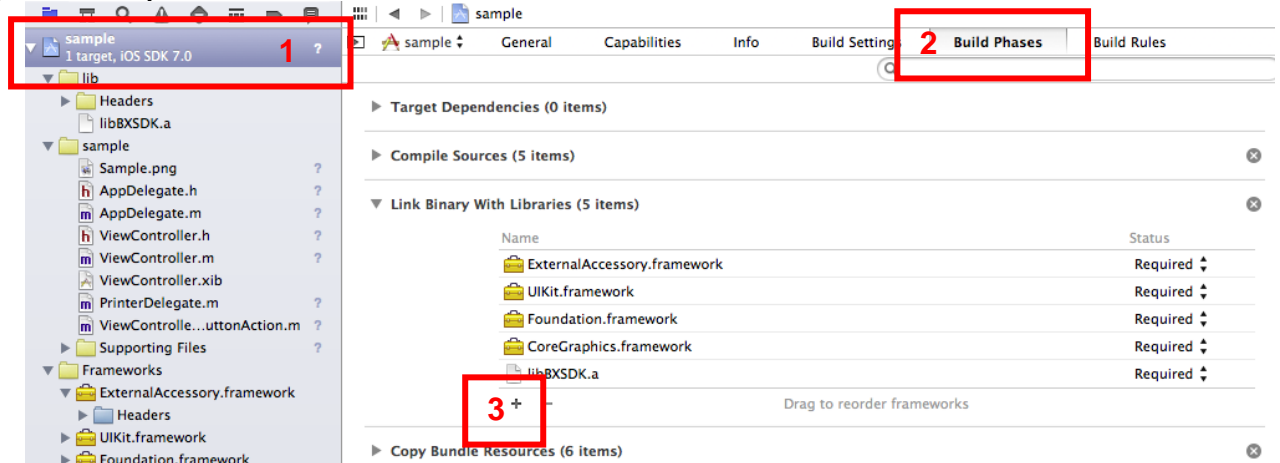 sample
1 target, iOS SDK 7.0
1
?
lib
Headers
libBXSDK.a
sample
Sample.png ?
AppDelegate.h ?
AppDelegate.m ?
ViewController.h ?
ViewController.m ?
ViewController.xib
PrinterDelegate.m ?
ViewControlle...uttonAction.m ?
Supporting Files ?
Frameworks
ExternalAccessory.framework
Headers
UIKit.framework
Foundation.framework
sample
sample General Capabilities Info Build Settings 2 Build Phases Build Rules
Target Dependencies (0 items)
Compile Sources (5 items)
Link Binary With Libraries (5 items)
Name Status
ExternalAccessory.framework Required
UIKit.framework Required
Foundation.framework Required
CoreGraphics.framework Required
libBXSDK.a Required
3 + − Drag to reorder frameworks
Copy Bundle Resources (6 items)